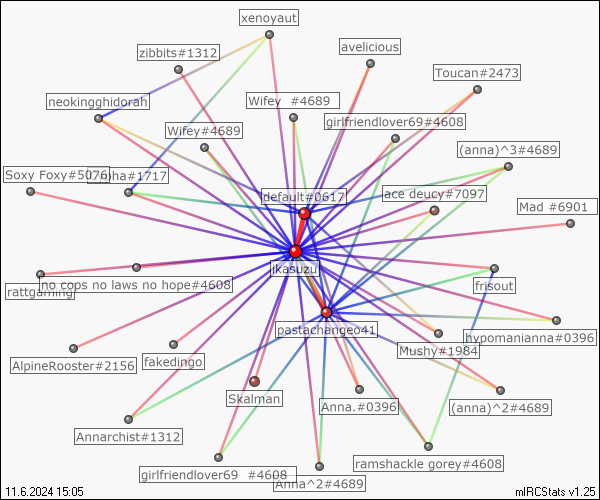 xenoyaut
zibbits#1312
avelicious
Toucan#2473
neokingghidorah
Wifey #4689
girlfriendlover69#4608
Wifey#4689
(anna)^3#4689
Soxy Foxy#5076
#1717
default#0617
ace deucy#7097
Mad #6901
ikasuzu
rattgaming
no cops no laws no hope#4608
frisout
pastachangeo41
hypomanianna#0396
Mushy#1984
AlpineRooster#2156
fakedingo
Skalman
Anna.#0396
(anna)^2#4689
Annarchist#1312
ramshackle gorey#4608
girlfriendlover69 #4608
Anna^2#4689
11.6.2024 15:05
mIRCStats v1.25